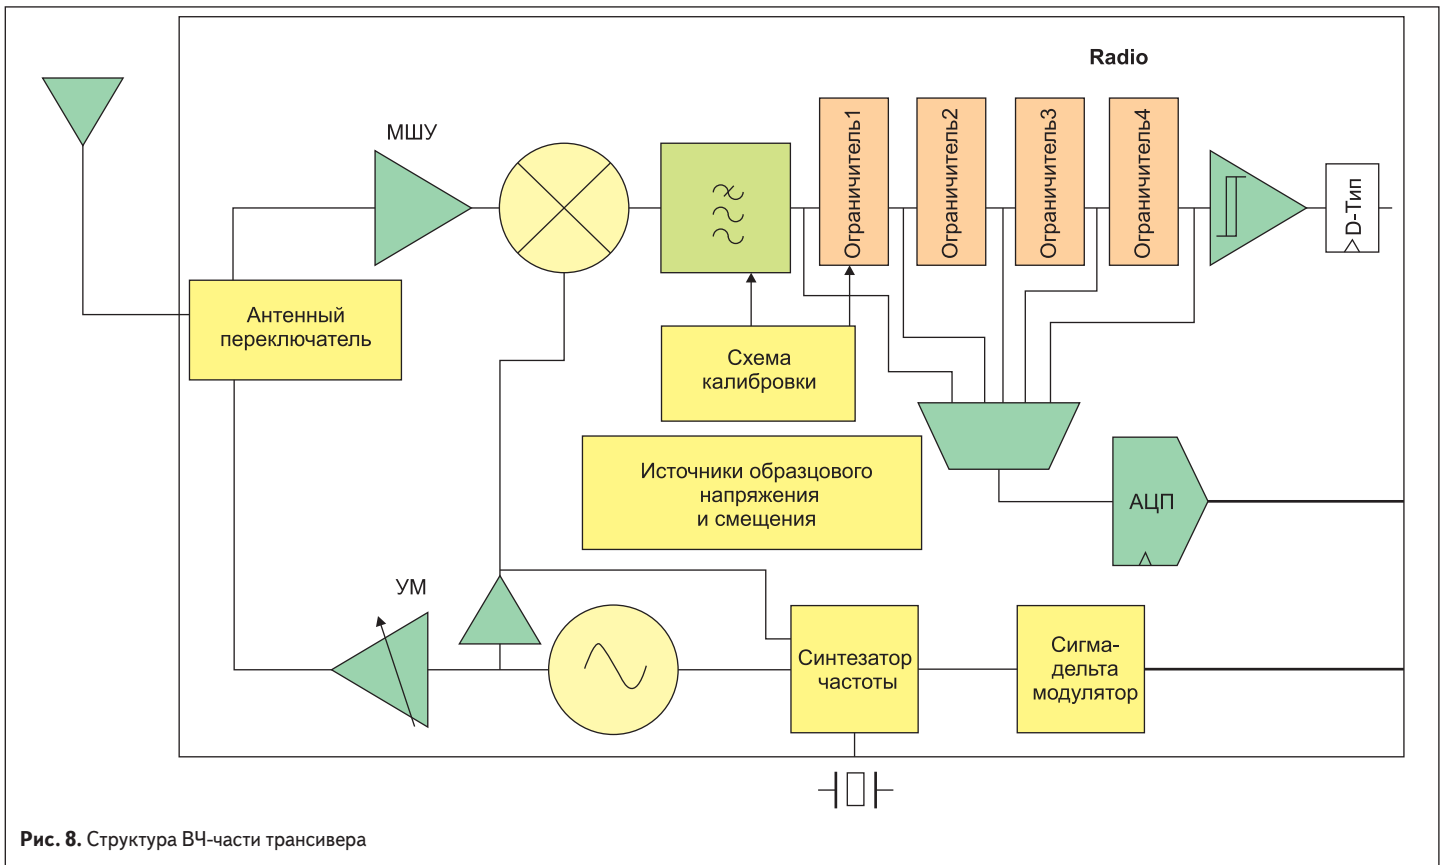 Radio
МШУ
Ограничитель1
Ограничитель2
Ограничитель3
Ограничитель4
D-Тип
Антенный
переключатель
Схема
калибровки
Источники образцового
напряжения
и смещения
АЦП
УМ
Синтезатор
частоты
Сигма-
дельта
модулятор
Рис. 8. Структура ВЧ-части трансивера